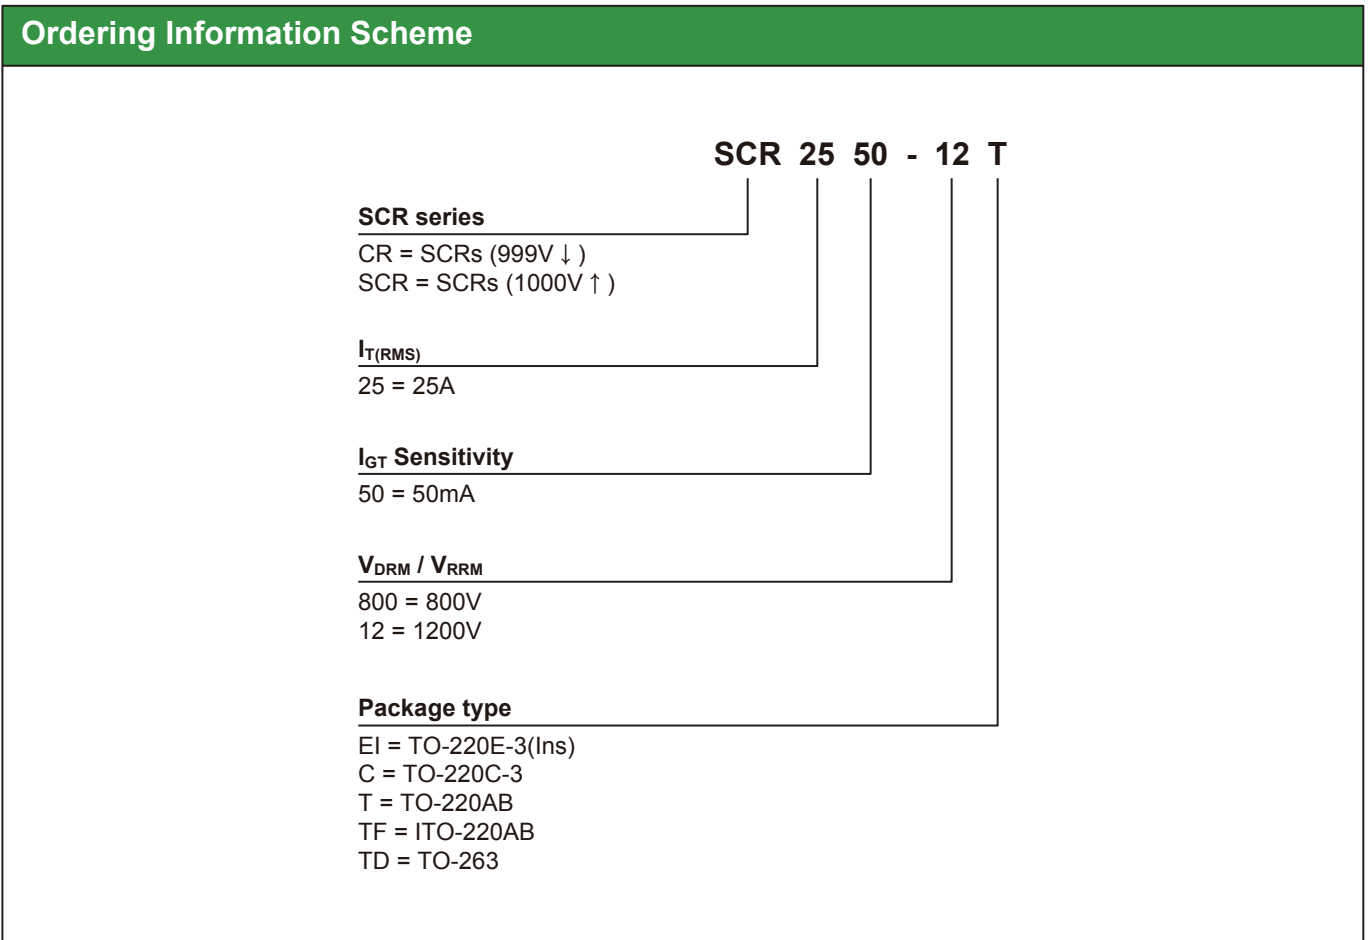 Ordering Information Scheme
SCR 25 50 - 12 T
SCR series
CR = SCRs (999V ↓ )
SCR = SCRs (1000V ↑ )
IT(RMS)
25 = 25A
IGT Sensitivity
50 = 50mA
VDRM / VRRM
800 = 800V
12 = 1200V
Package type
EI = TO-220E-3(Ins)
C = TO-220C-3
T = TO-220AB
TF = ITO-220AB
TD = TO-263